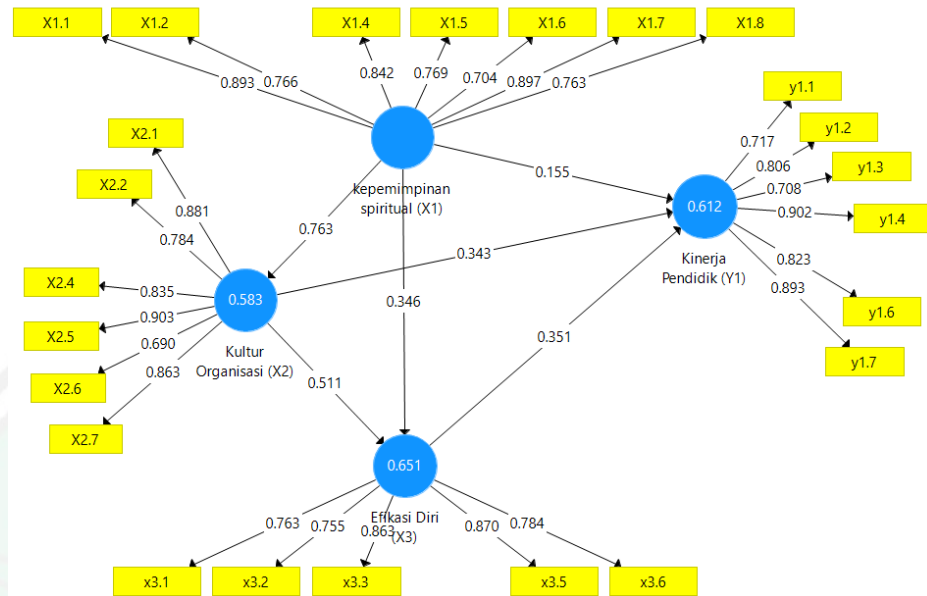 X1.1
X1.2
X1.4
X1.5
X1.6
X1.7
X1.8
0.893
0.766
0.842
0.769
0.704
0.897
0.763
kepemimpinan
spiritual (X1)
X2.1
X2.2
X2.4
X2.5
X2.6
X2.7
0.881
0.784
0.835
0.903
0.690
0.863
0.583
Kultur
Organisasi (X2)
0.763
0.155
0.343
0.346
0.511
0.351
y1.1
y1.2
y1.3
y1.4
y1.6
y1.7
0.717
0.806
0.708
0.902
0.823
0.893
0.612
Kinerja
Pendidik (Y1)
0.651
Efikasi Diri
(X3)
0.763
0.755
0.863
0.870
0.784
x3.1
x3.2
x3.3
x3.5
x3.6